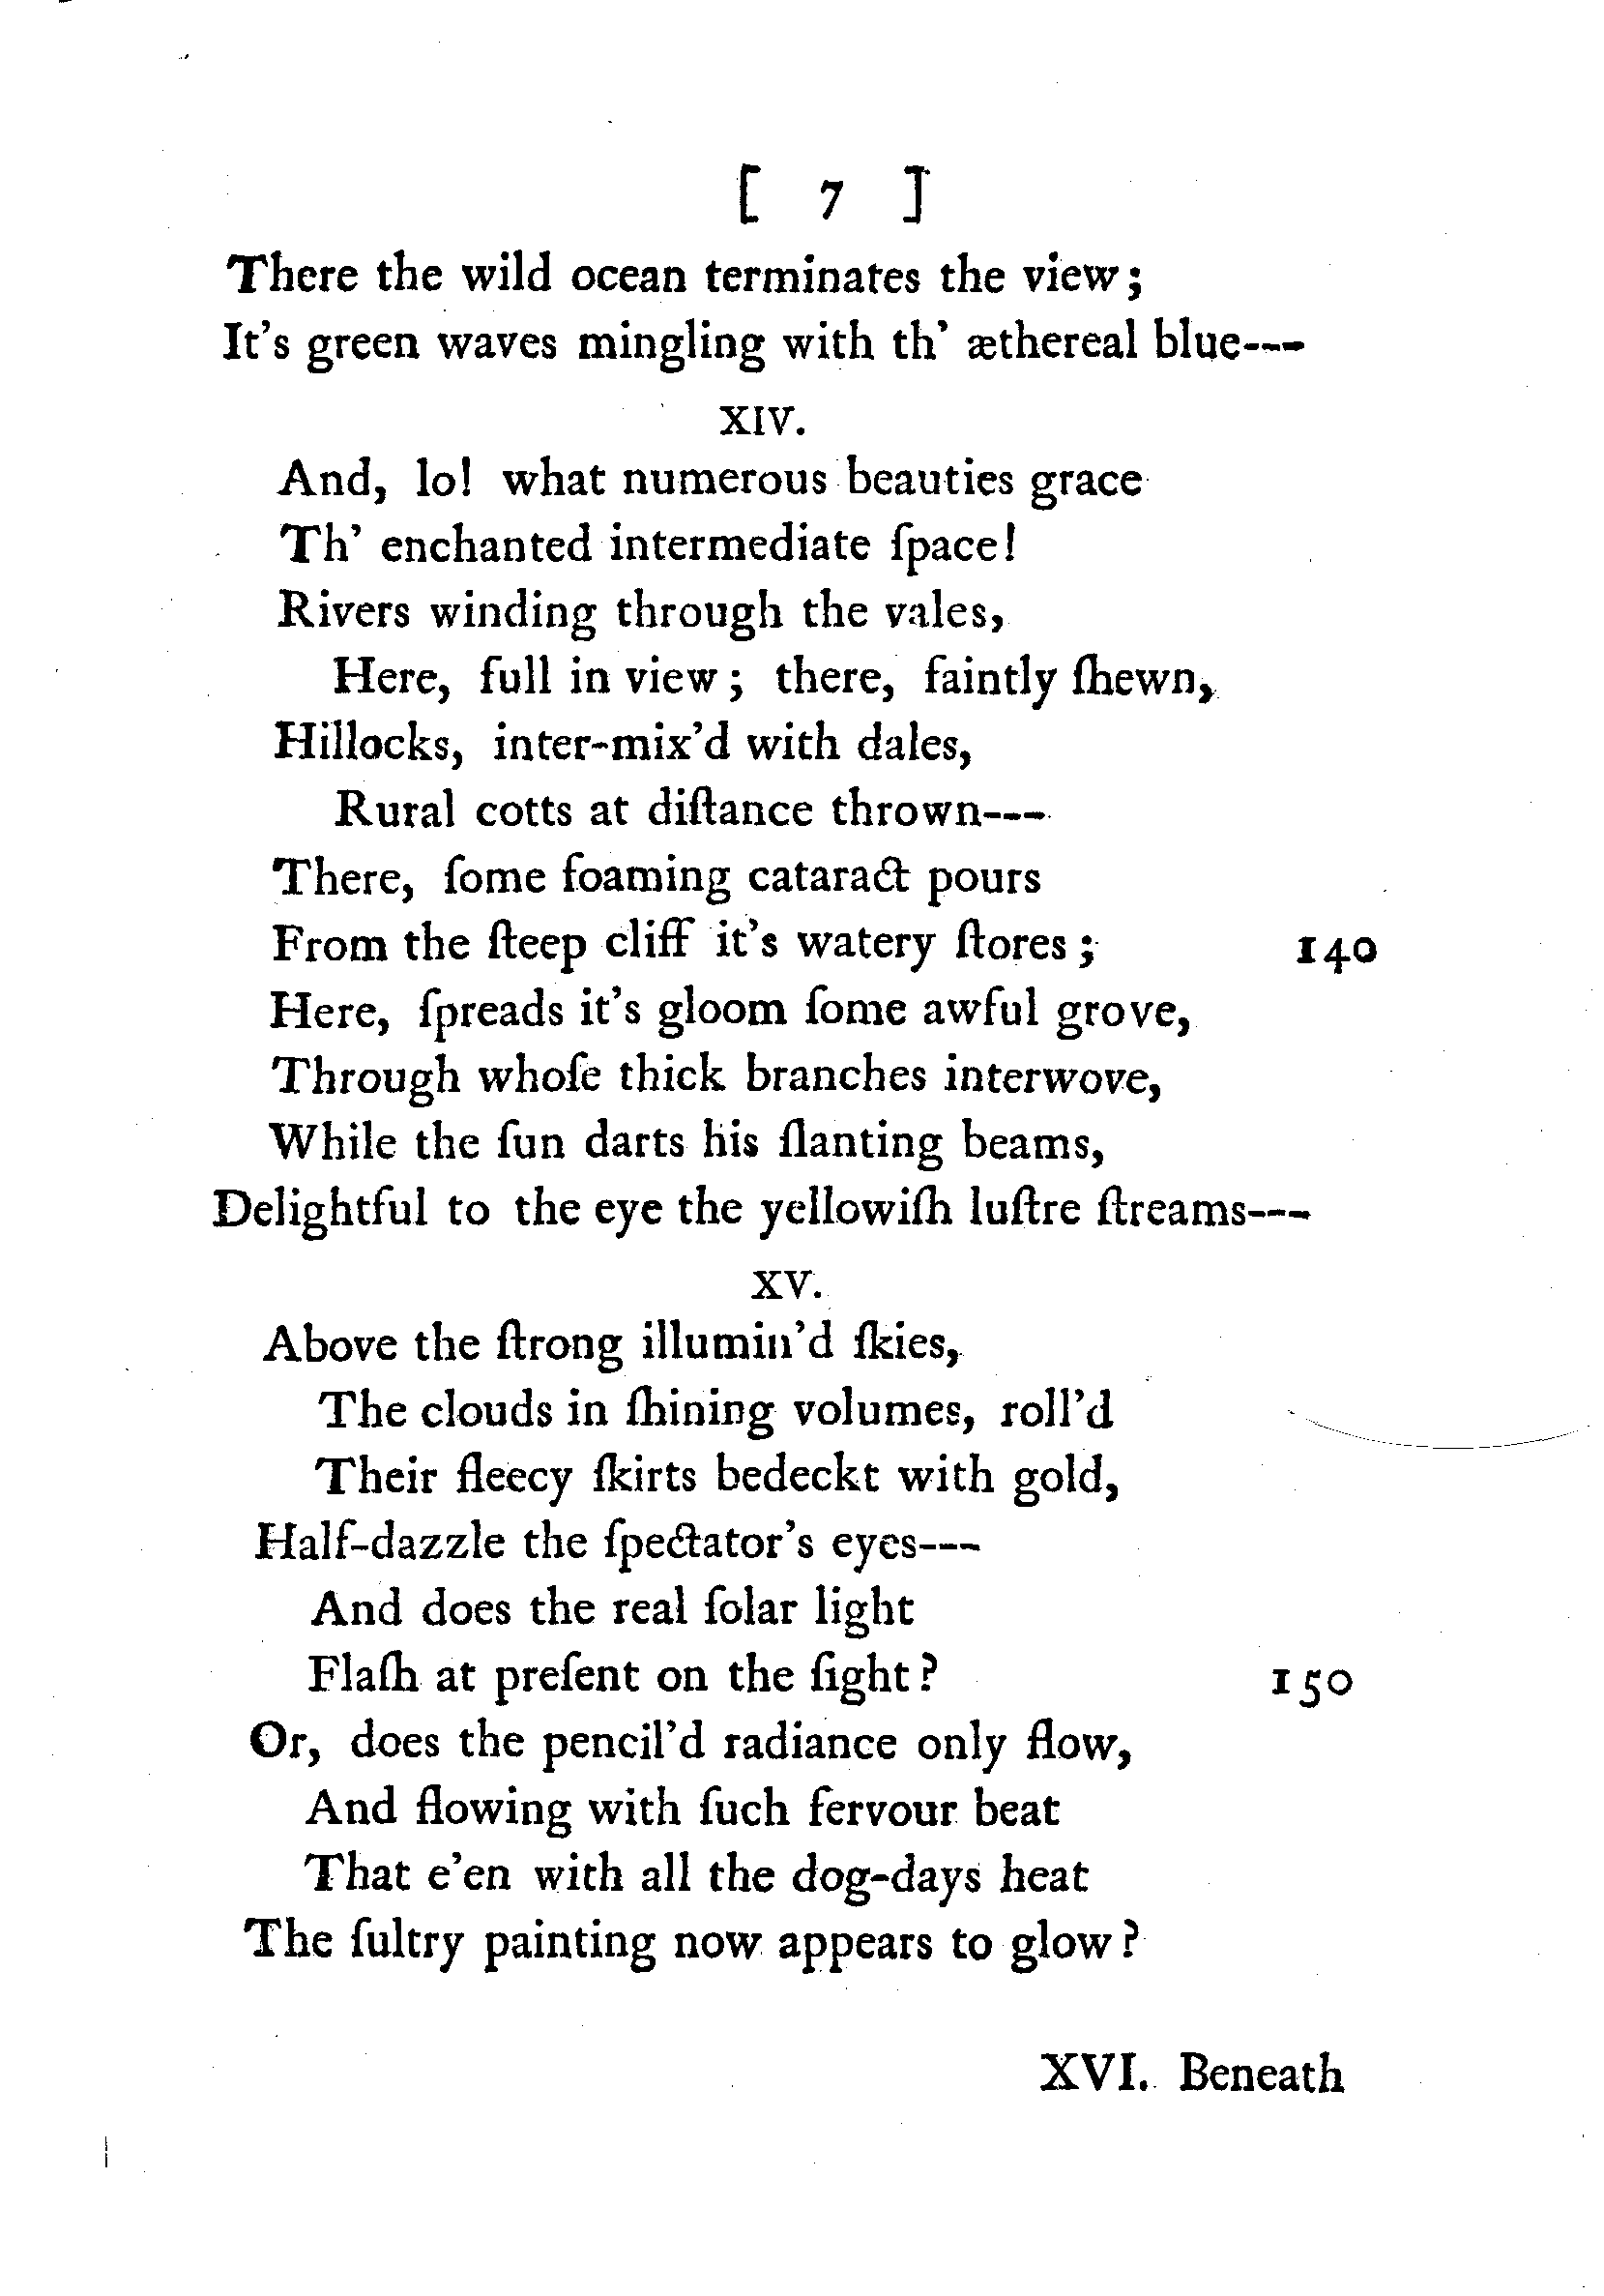 [ 7 ]
There the wild ocean terminates the view;
It's green waves mingling with th' æthereal blue---
XIV.
And, lo! what numerous beauties grace
Th' enchanted intermediate ſpace!
Rivers winding through the vales,
Here, full in view; there, faintly ſhewn,
Hillocks, inter-mix'd with dales,
Rural cotts at diſtance thrown---
There, ſome foaming cataract pours
From the ſteep cliff it's watery ſtores; 140
Here, ſpreads it's gloom ſome awful grove,
Through whoſe thick branches interwove,
While the ſun darts his ſlanting beams,
Delightful to the eye the yellowiſh luſtre ſtreams---
XV.
Above the ſtrong illumin'd ſkies,
The clouds in ſhining volumes, roll'd
Their fleecy ſkirts bedeckt with gold,
Half-dazzle the ſpectator's eyes---
And does the real ſolar light
Flaſh at preſent on the ſight? 150
Or, does the pencil'd radiance only flow,
And flowing with ſuch fervour beat
That e'en with all the dog-days heat
The ſultry painting now appears to glow?
XVI. Beneath